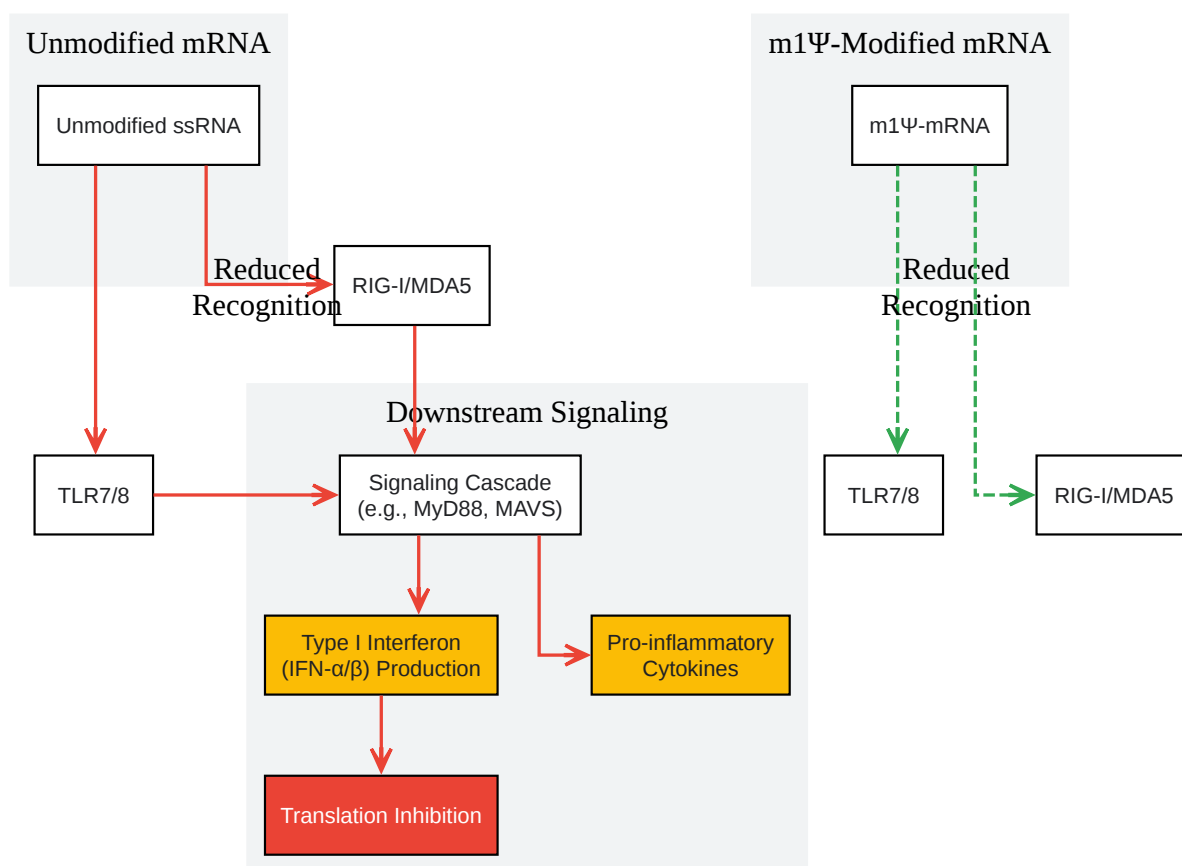 Unmodified mRNA
m1Ψ-Modified mRNA
Unmodified ssRNA
m1Ψ-mRNA
Reduced
Recognition
RIG-I/MDA5
Reduced
Recognition
Downstream Signaling
TLR7/8
Signaling Cascade
(e.g., MyD88, MAVS)
TLR7/8
RIG-I/MDA5
Type I Interferon
(IFN-α/β) Production
Pro-inflammatory
Cytokines
Translation Inhibition